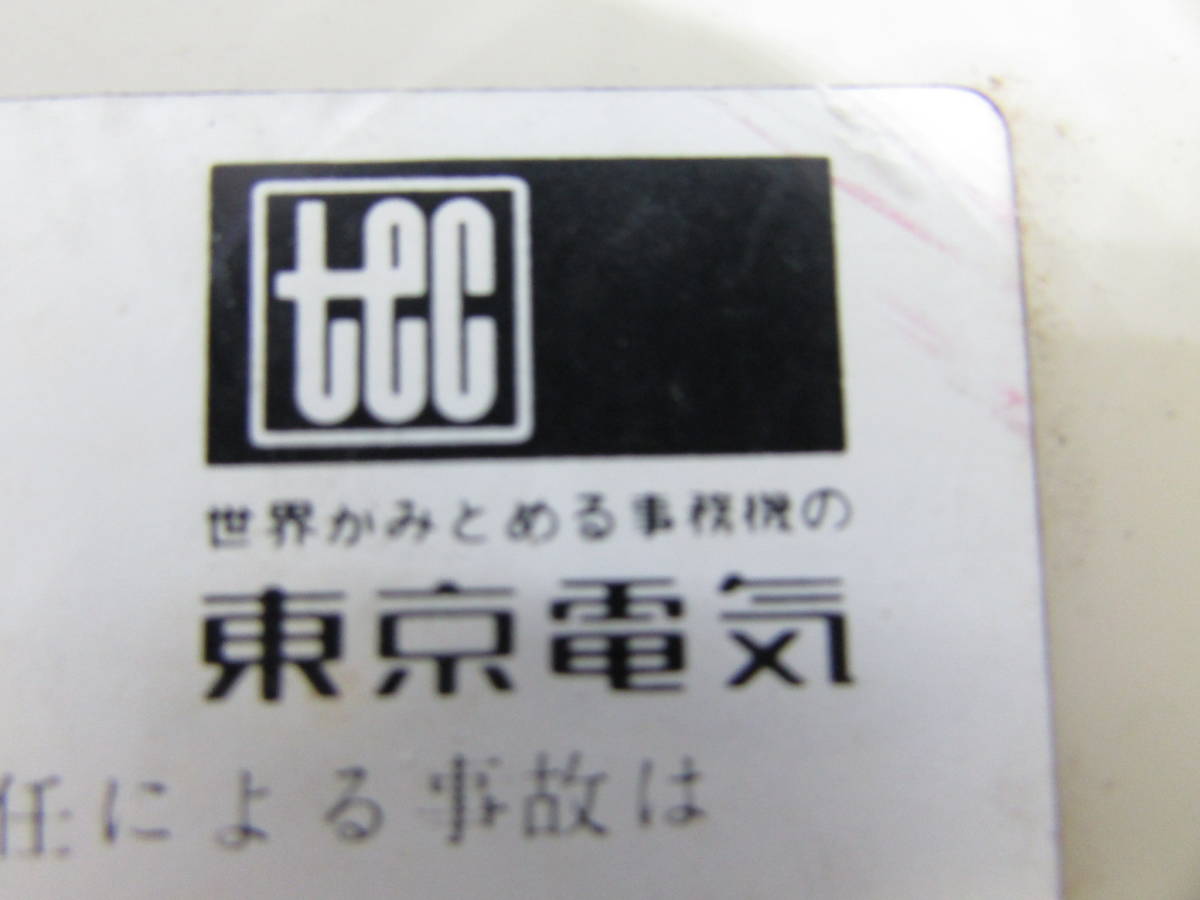 tec
世界がみとめる事務機の
東京電気
任による事故は